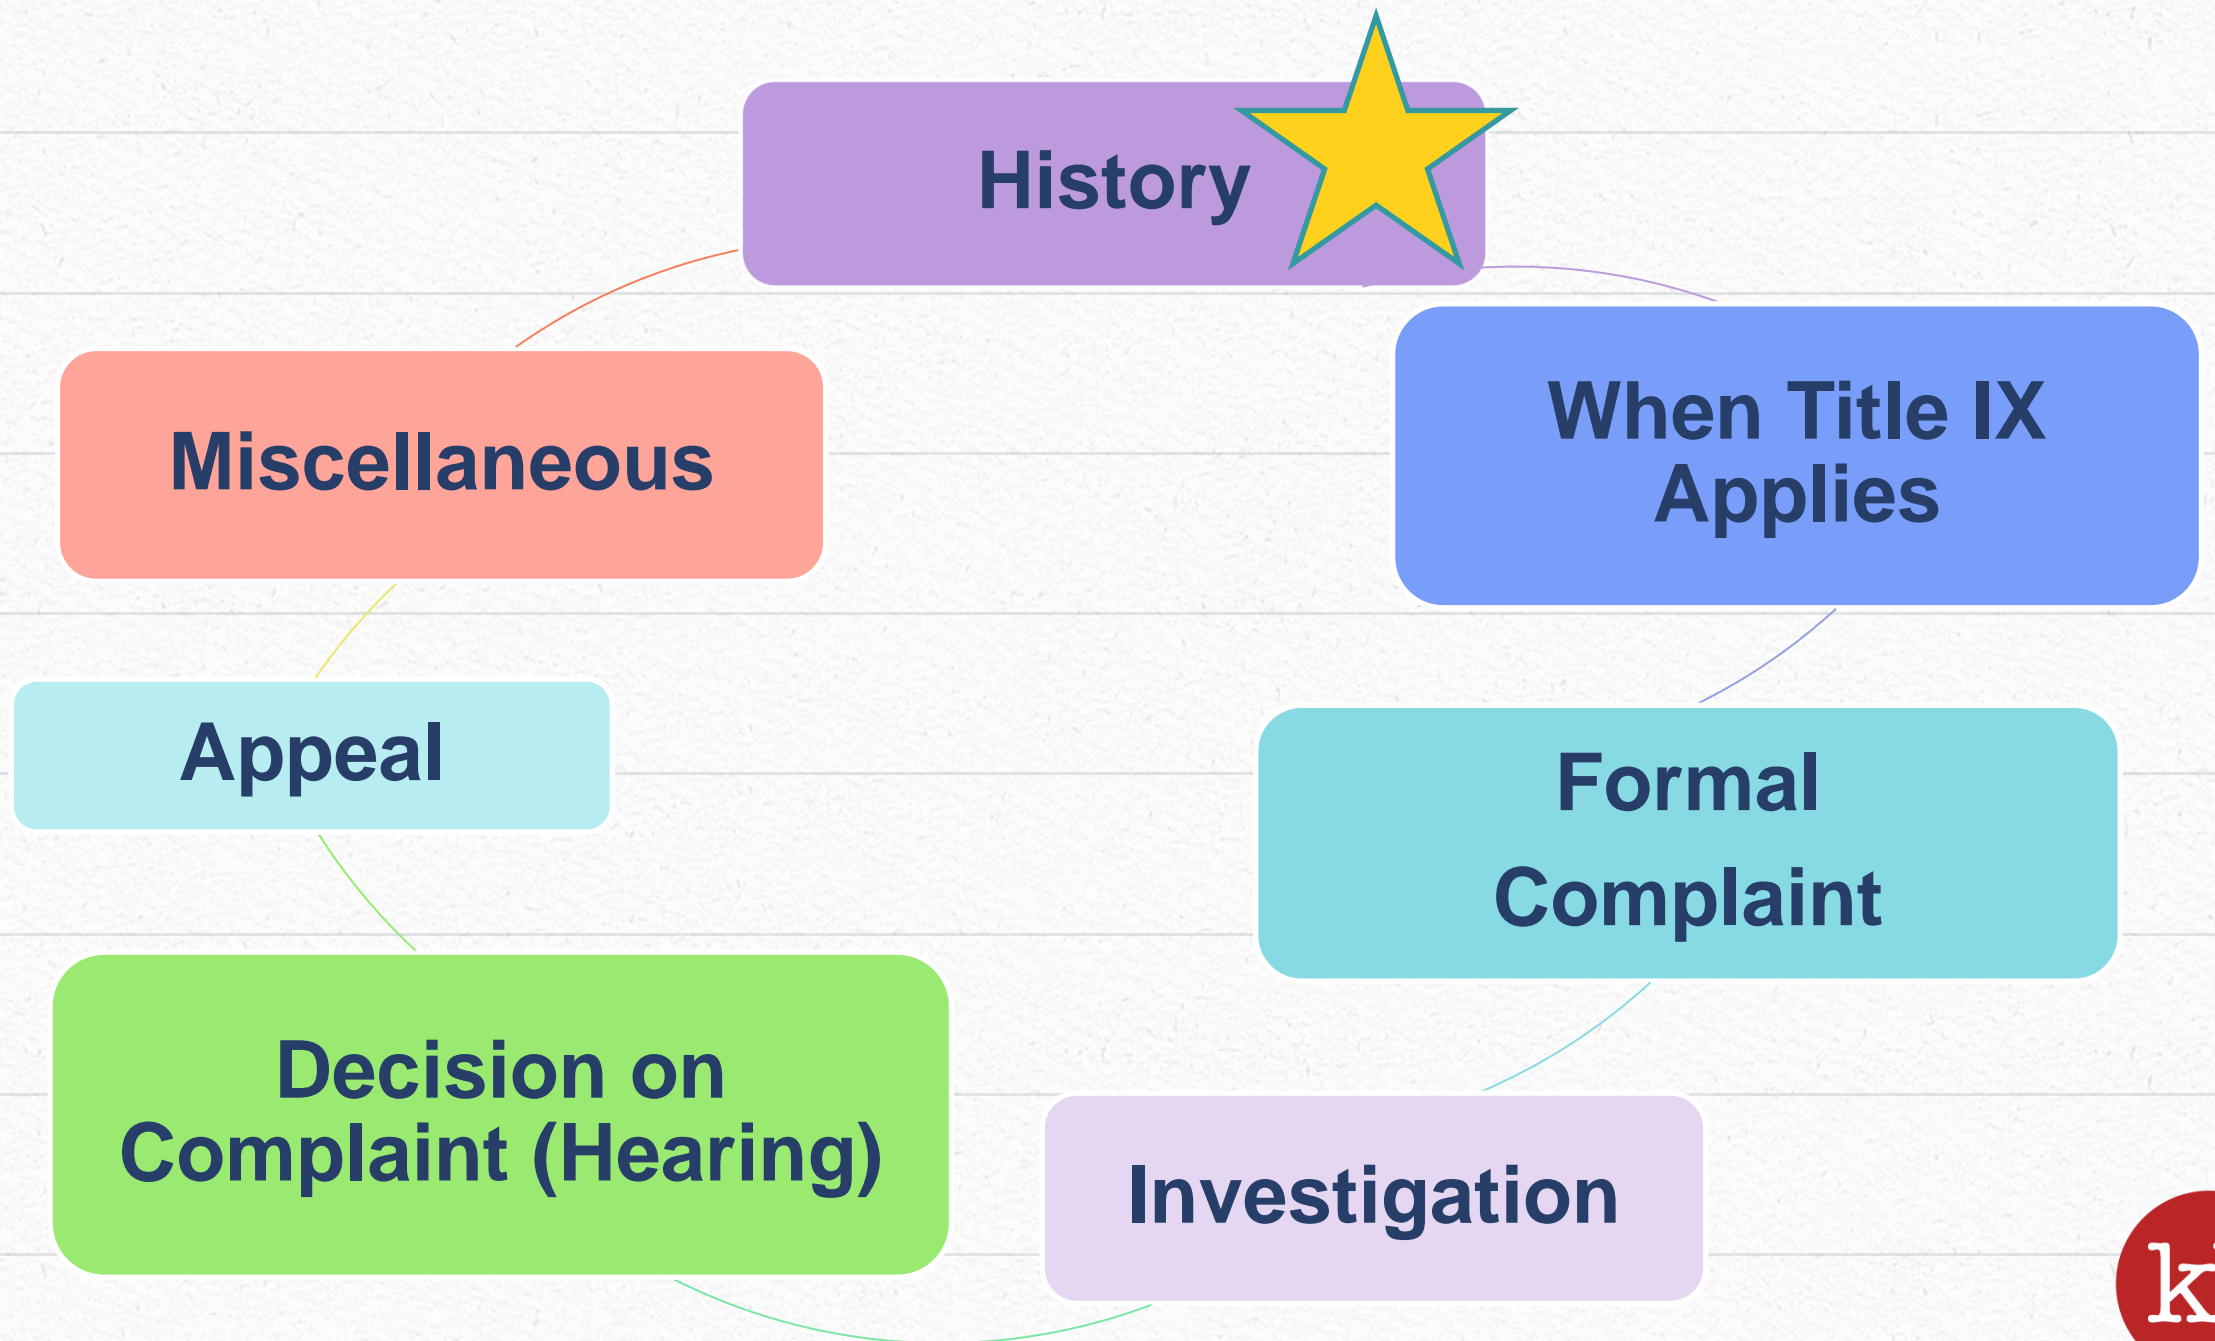 History
When Title IX
Applies
Formal
Complaint
Investigation
Decision on
Complaint (Hearing)
Appeal
Miscellaneous